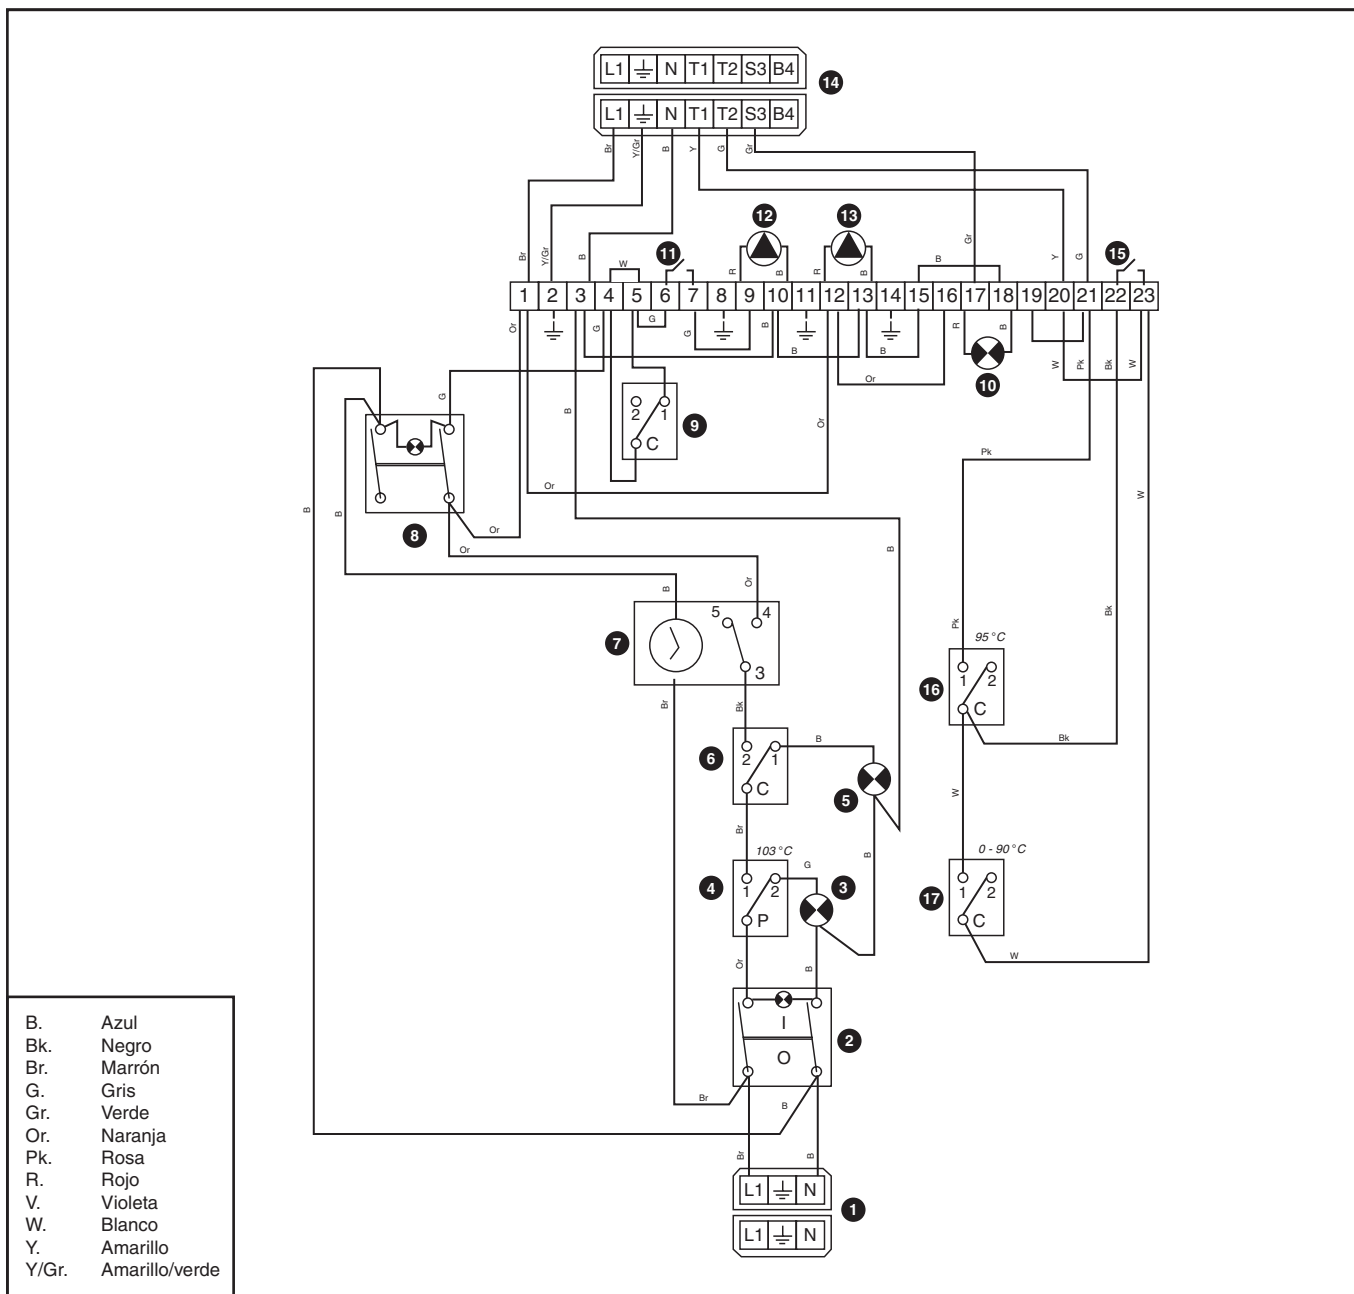 L1 N T1 T2 S3 B4
14
L1 N T1 T2 S3 B4
Br Y/Gr B Y G Gr
12 13
11 15
Br Y/Gr B W R B R B B Gr Y G
1 2 3 4 5 6 7 8 9 10 11 12 13 14 15 16 17 18 19 20 21 22 23
Or G G G B B B R B W Pk Bk W
Or
10
G
2 1
9
C
B Or
Pk
Or W
B B
8
Or
Or B
B Or
5 4
7
3
Bk
Pk
95°C
Br Bk
1 2
16
C
B Bk
6
2 1
C
5
Br W
B
103°C 0 - 90°C
G
4 3
1 2
P
1 2
17
C
Or B W
I
2
O
Br B
Br B
L1 N
1
L1 N
B. Azul
Bk. Negro
Br. Marrón
G. Gris
Gr. Verde
Or. Naranja
Pk. Rosa
R. Rojo
V. Violeta
W. Blanco
Y. Amarillo
Y/Gr. Amarillo/verde